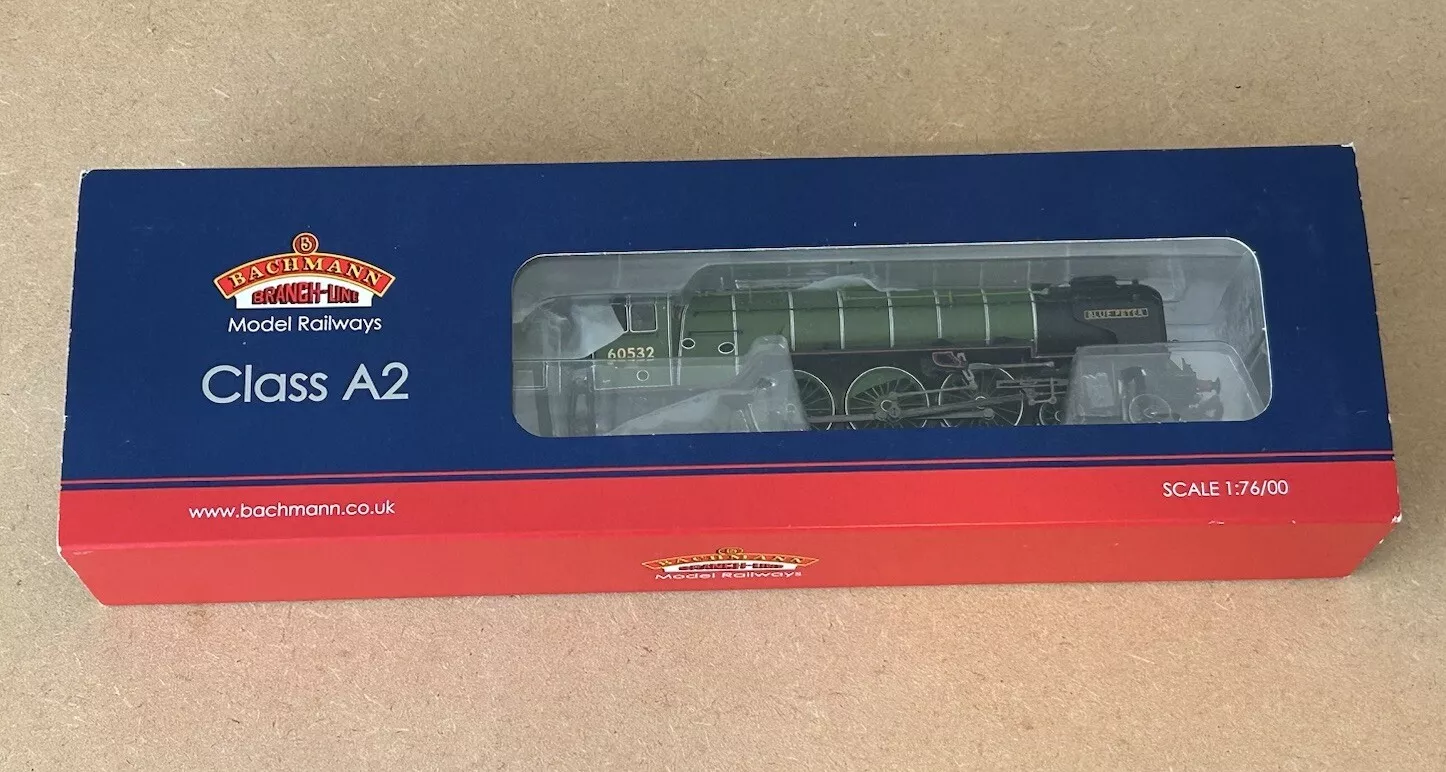 BACHMANN
BRANCH-LINE
Model Railways
Class A2
60532
BLUE PETER
www.bachmann.co.uk
SCALE 1:76/00
BACHMANN
BRANCH-LINE
Model Railways